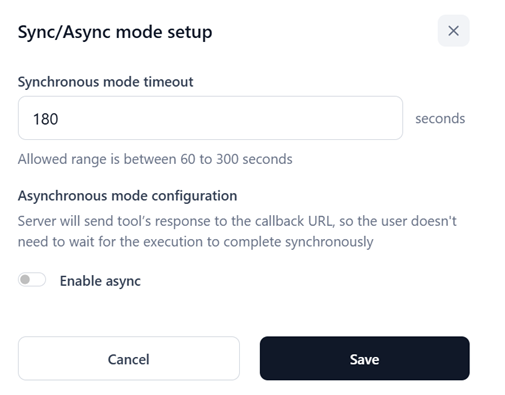 Sync/Async mode setup
Synchronous mode timeout
180
seconds
Allowed range is between 60 to 300 seconds
Asynchronous mode configuration
Server will send tool's response to the callback URL, so the user doesn't
need to wait for the execution to complete synchronously
Enable async
Cancel
Save